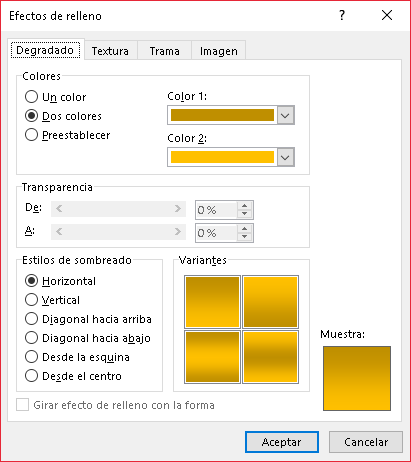 Efectos de relleno
Degradado Textura Trama Imagen
Colores
Un color
Dos colores
Preestablecer
Color 1:
Color 2:
Transparencia
De: 0 %
A: 0 %
Estilos de sombreado
Horizontal
Vertical
Diagonal hacia arriba
Diagonal hacia abajo
Desde la esquina
Desde el centro
Variantes
Muestra:
Girar efecto de relleno con la forma
Aceptar Cancelar